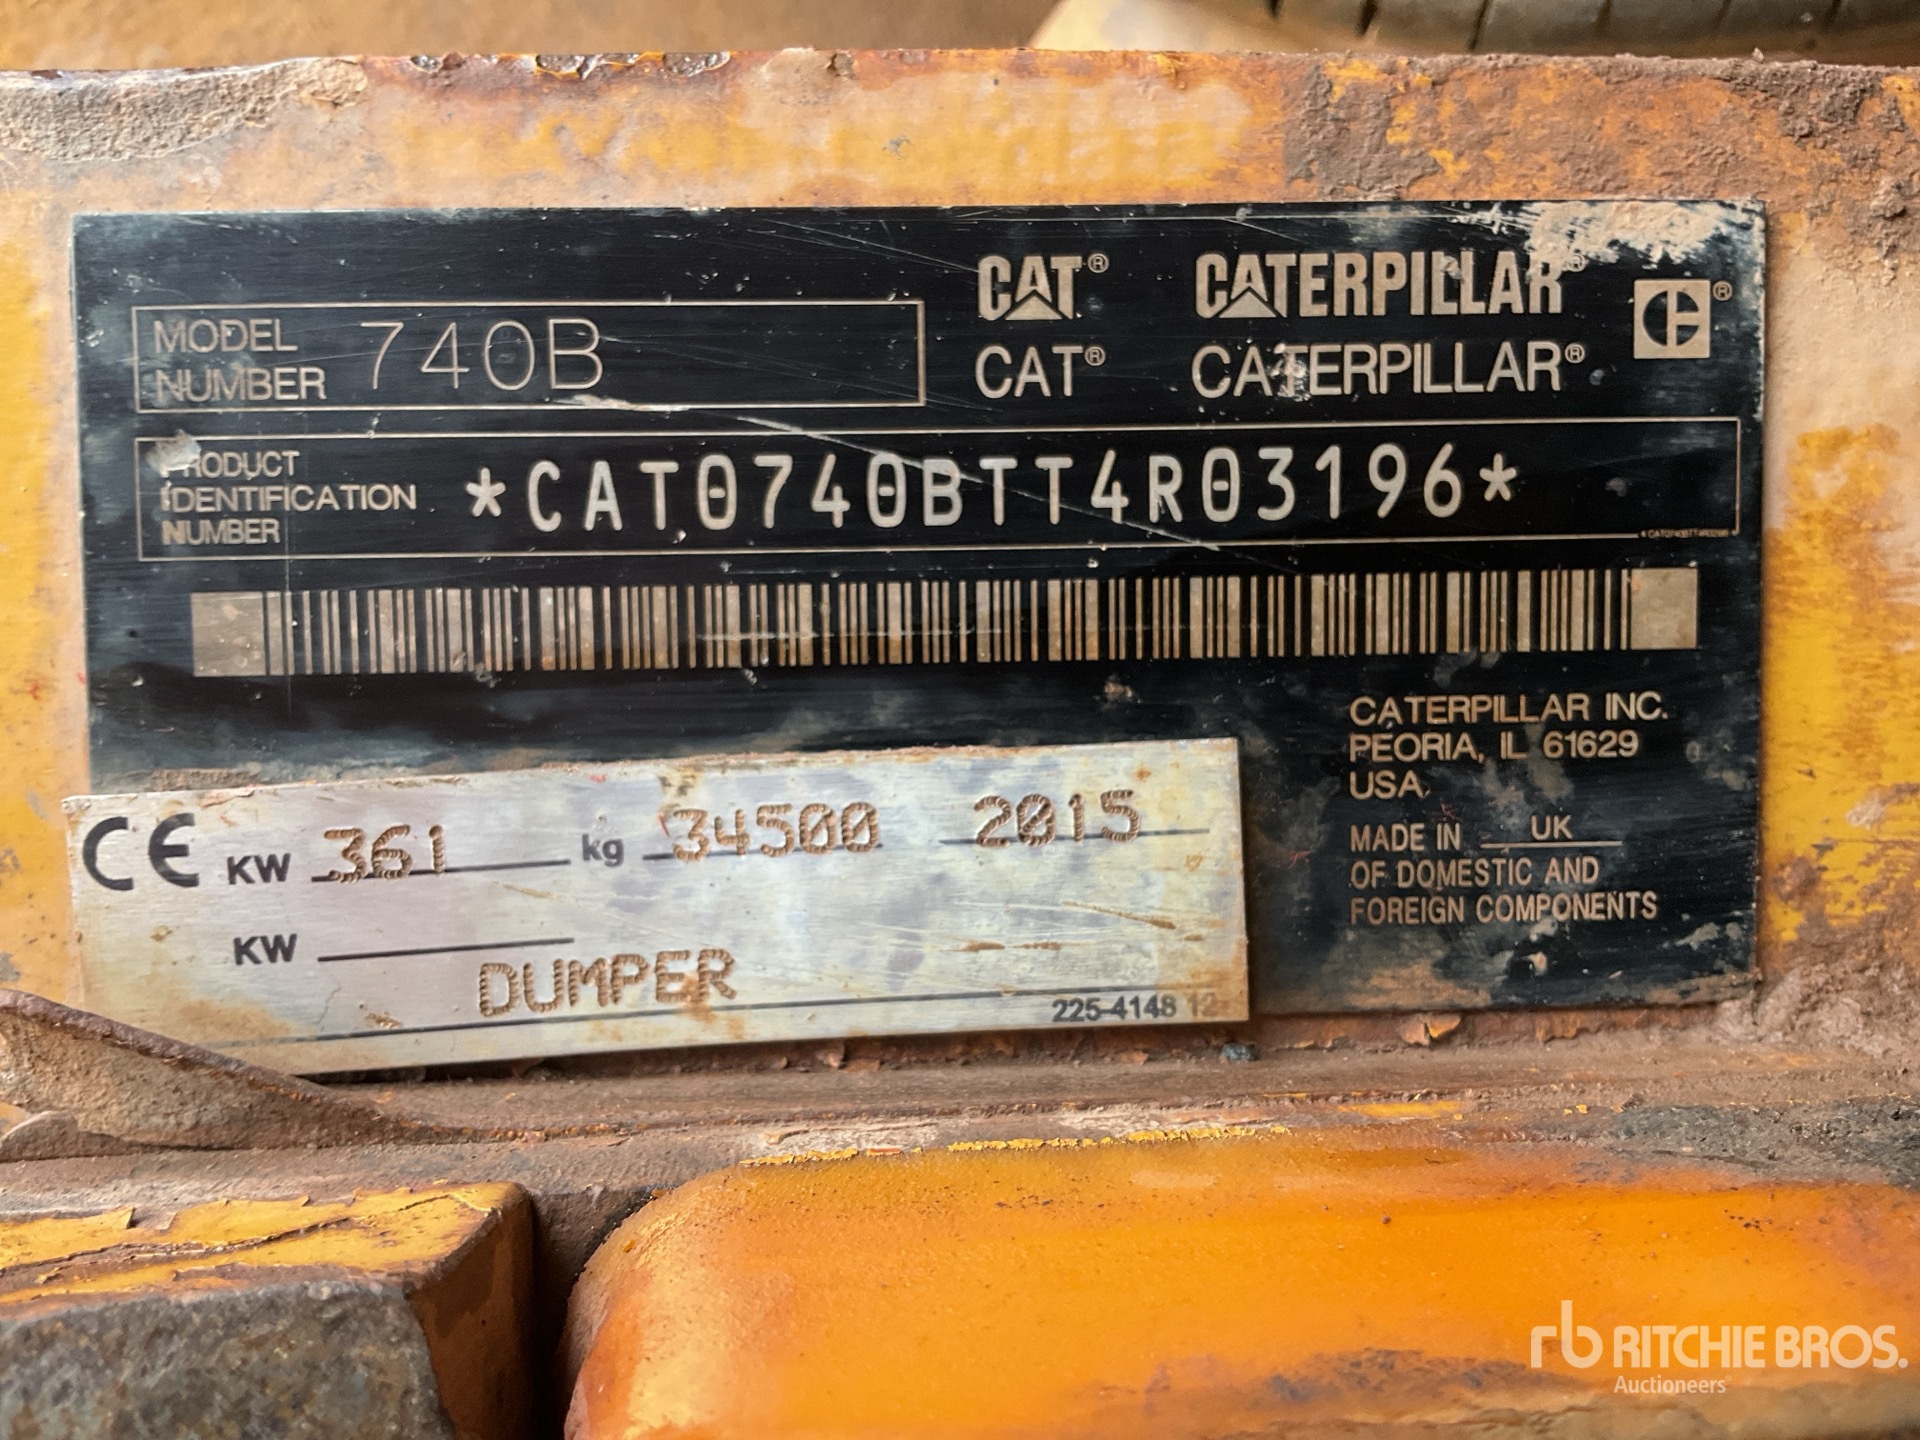 MODEL
NUMBER 740B
CAT® CATERPILLAR®
CAT® CATERPILLAR®
PRODUCT
IDENTIFICATION
NUMBER
*CAT0740BTT4R03196*
CATERPILLAR INC.
PEORIA, IL 61629
USA
MADE IN UK
OF DOMESTIC AND
FOREIGN COMPONENTS
CE KW 361 kg 34500 2015
KW
DUMPER
225-4148 12
rb RITCHIE BROS.
Auctioneers